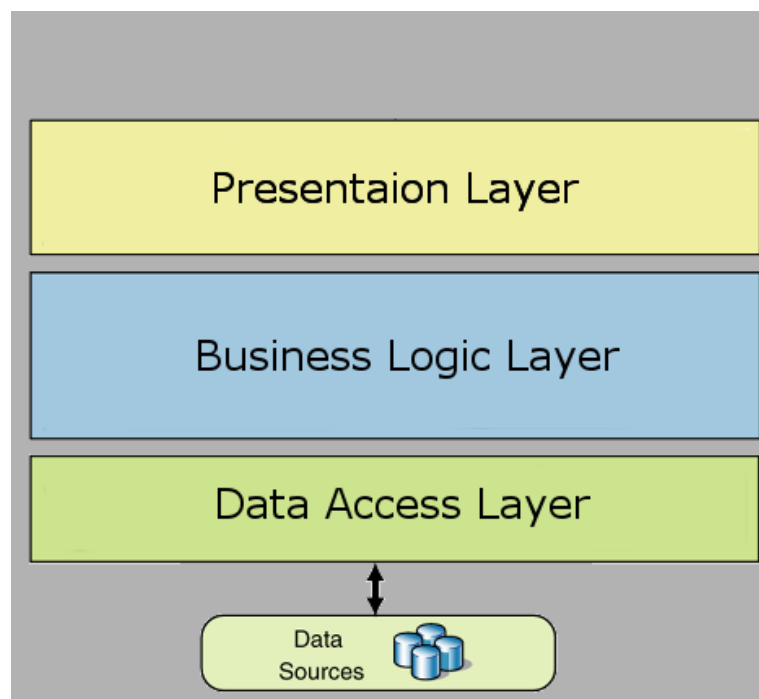 Presentaion Layer
Business Logic Layer
Data Access Layer
Data
Sources